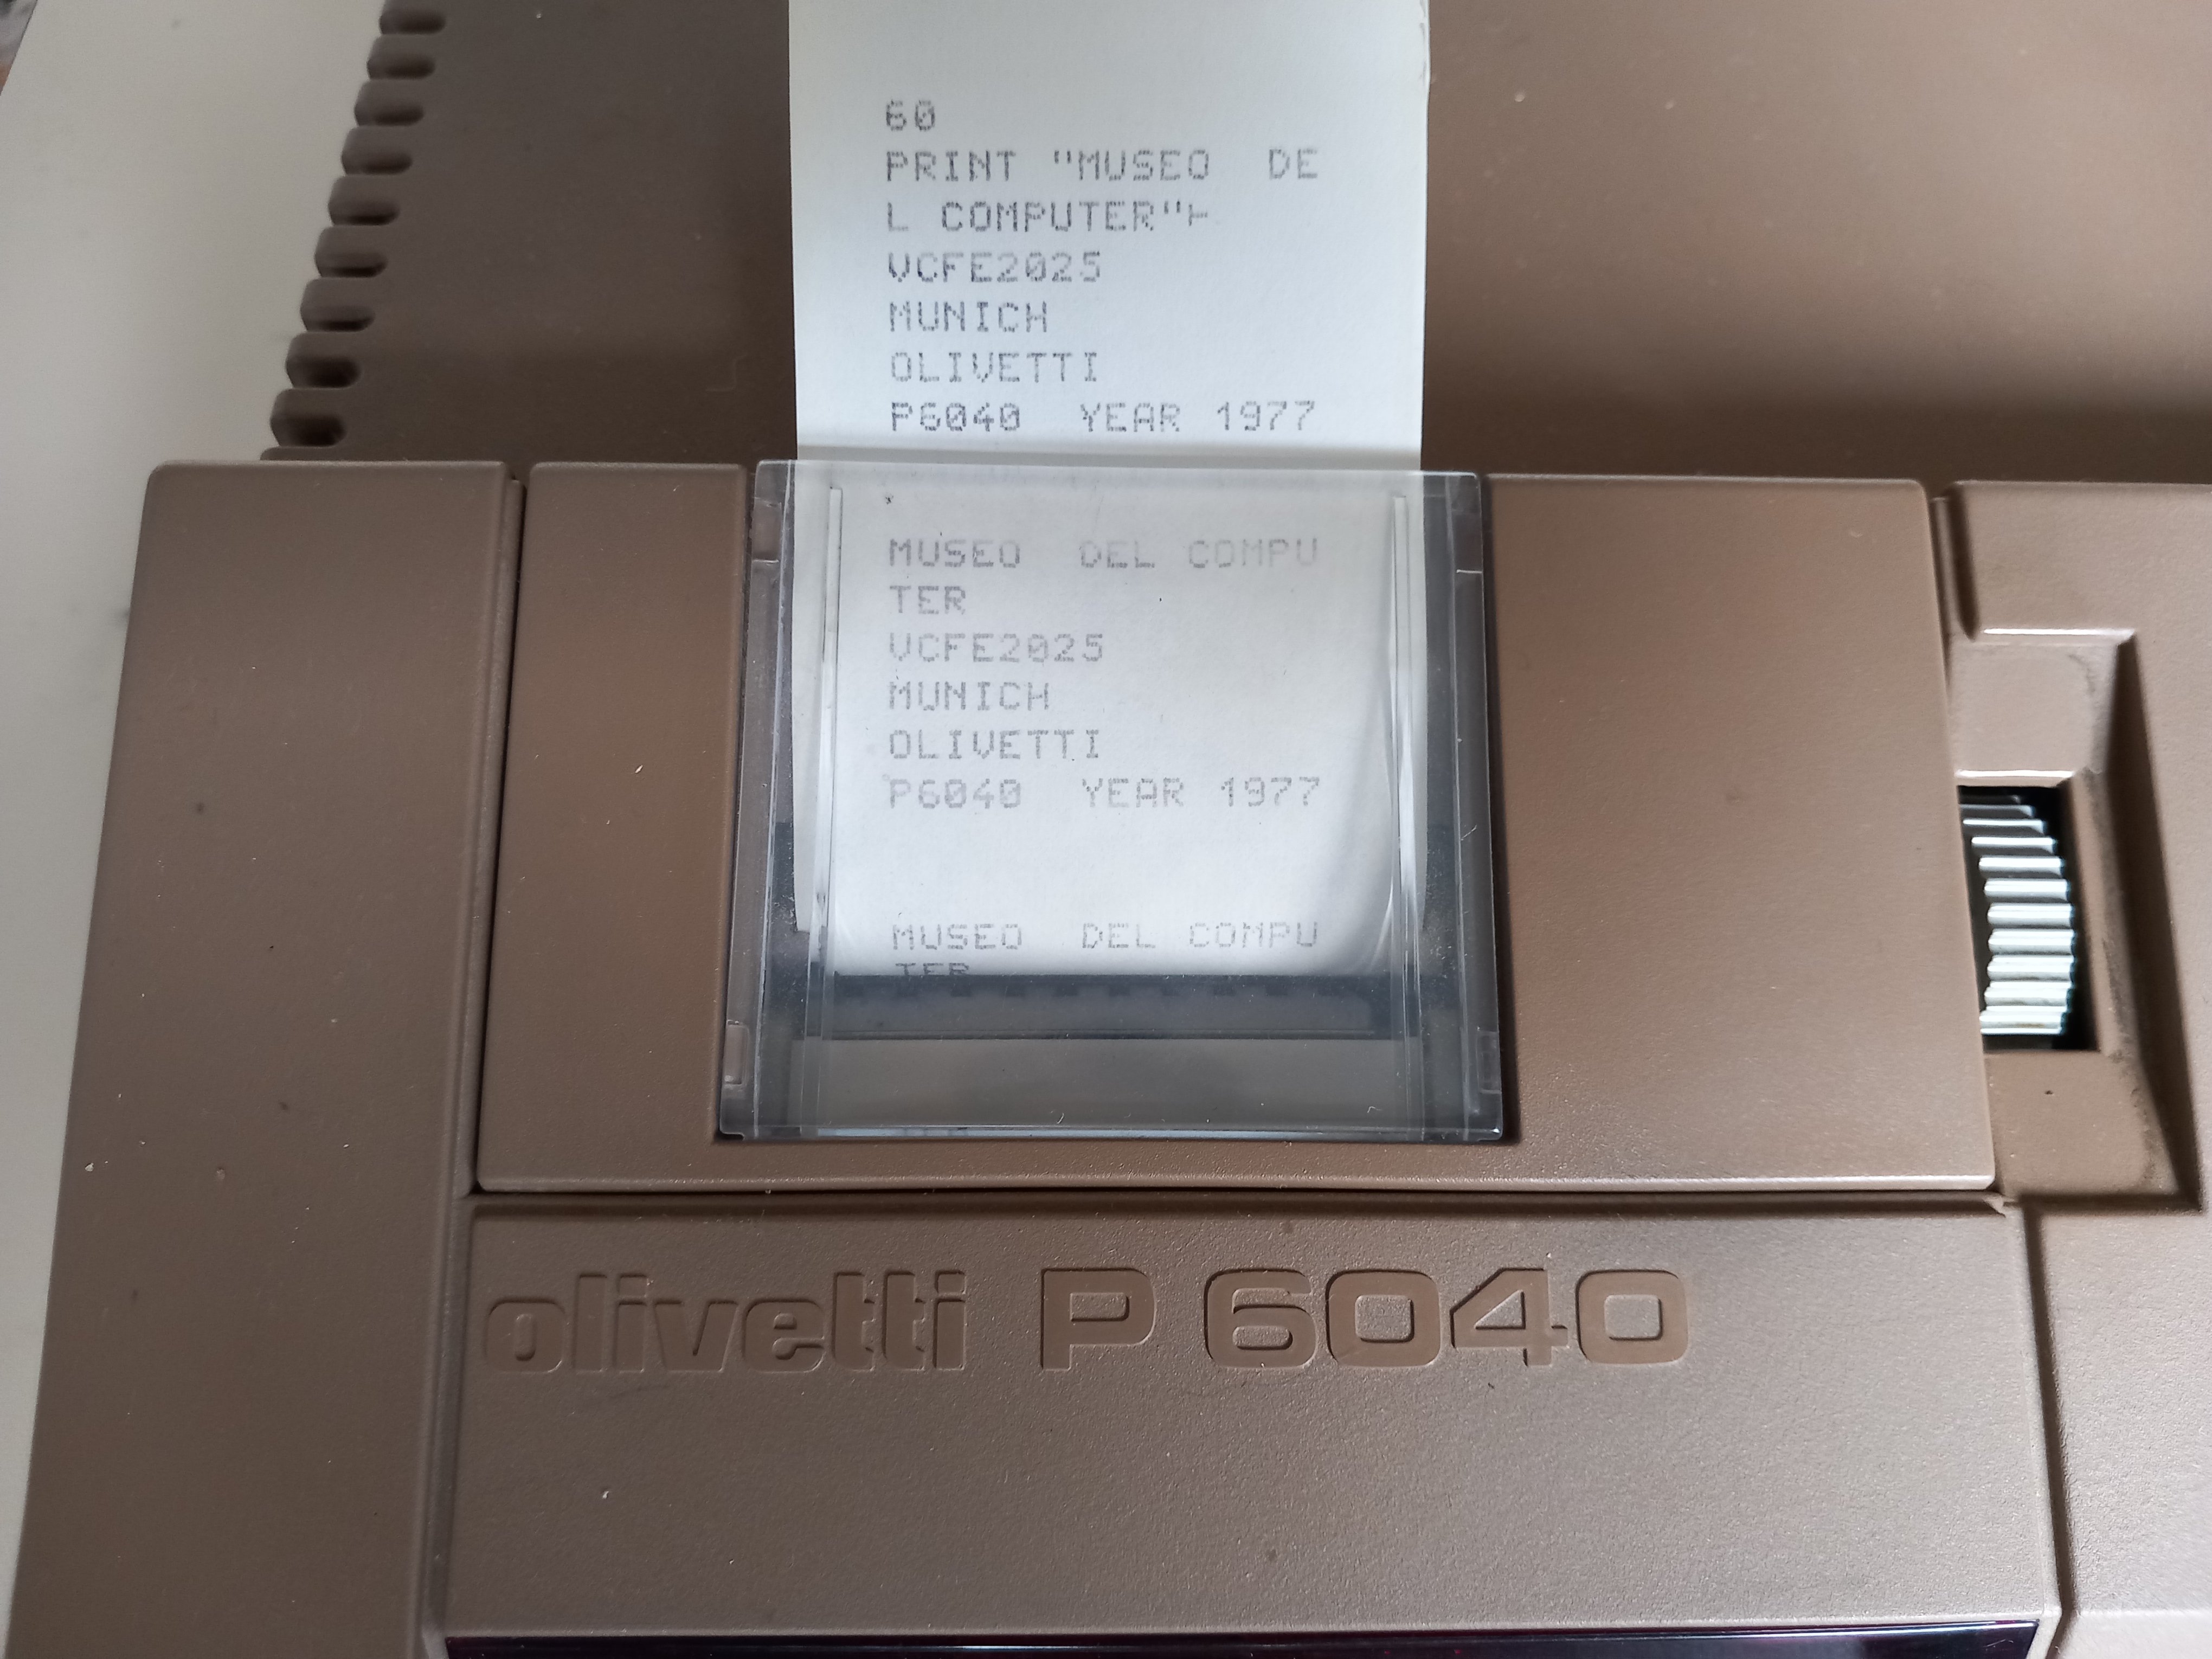 60
PRINT "MUSEO  DE
L COMPUTER"⊢
VCFE2025
MUNICH
OLIVETTI
P6040  YEAR 1977
MUSEO  DEL COMPU
TER
VCFE2025
MUNICH
OLIVETTI
P6040  YEAR 1977
MUSEO  DEL COMPU
TER
olivetti P 6040